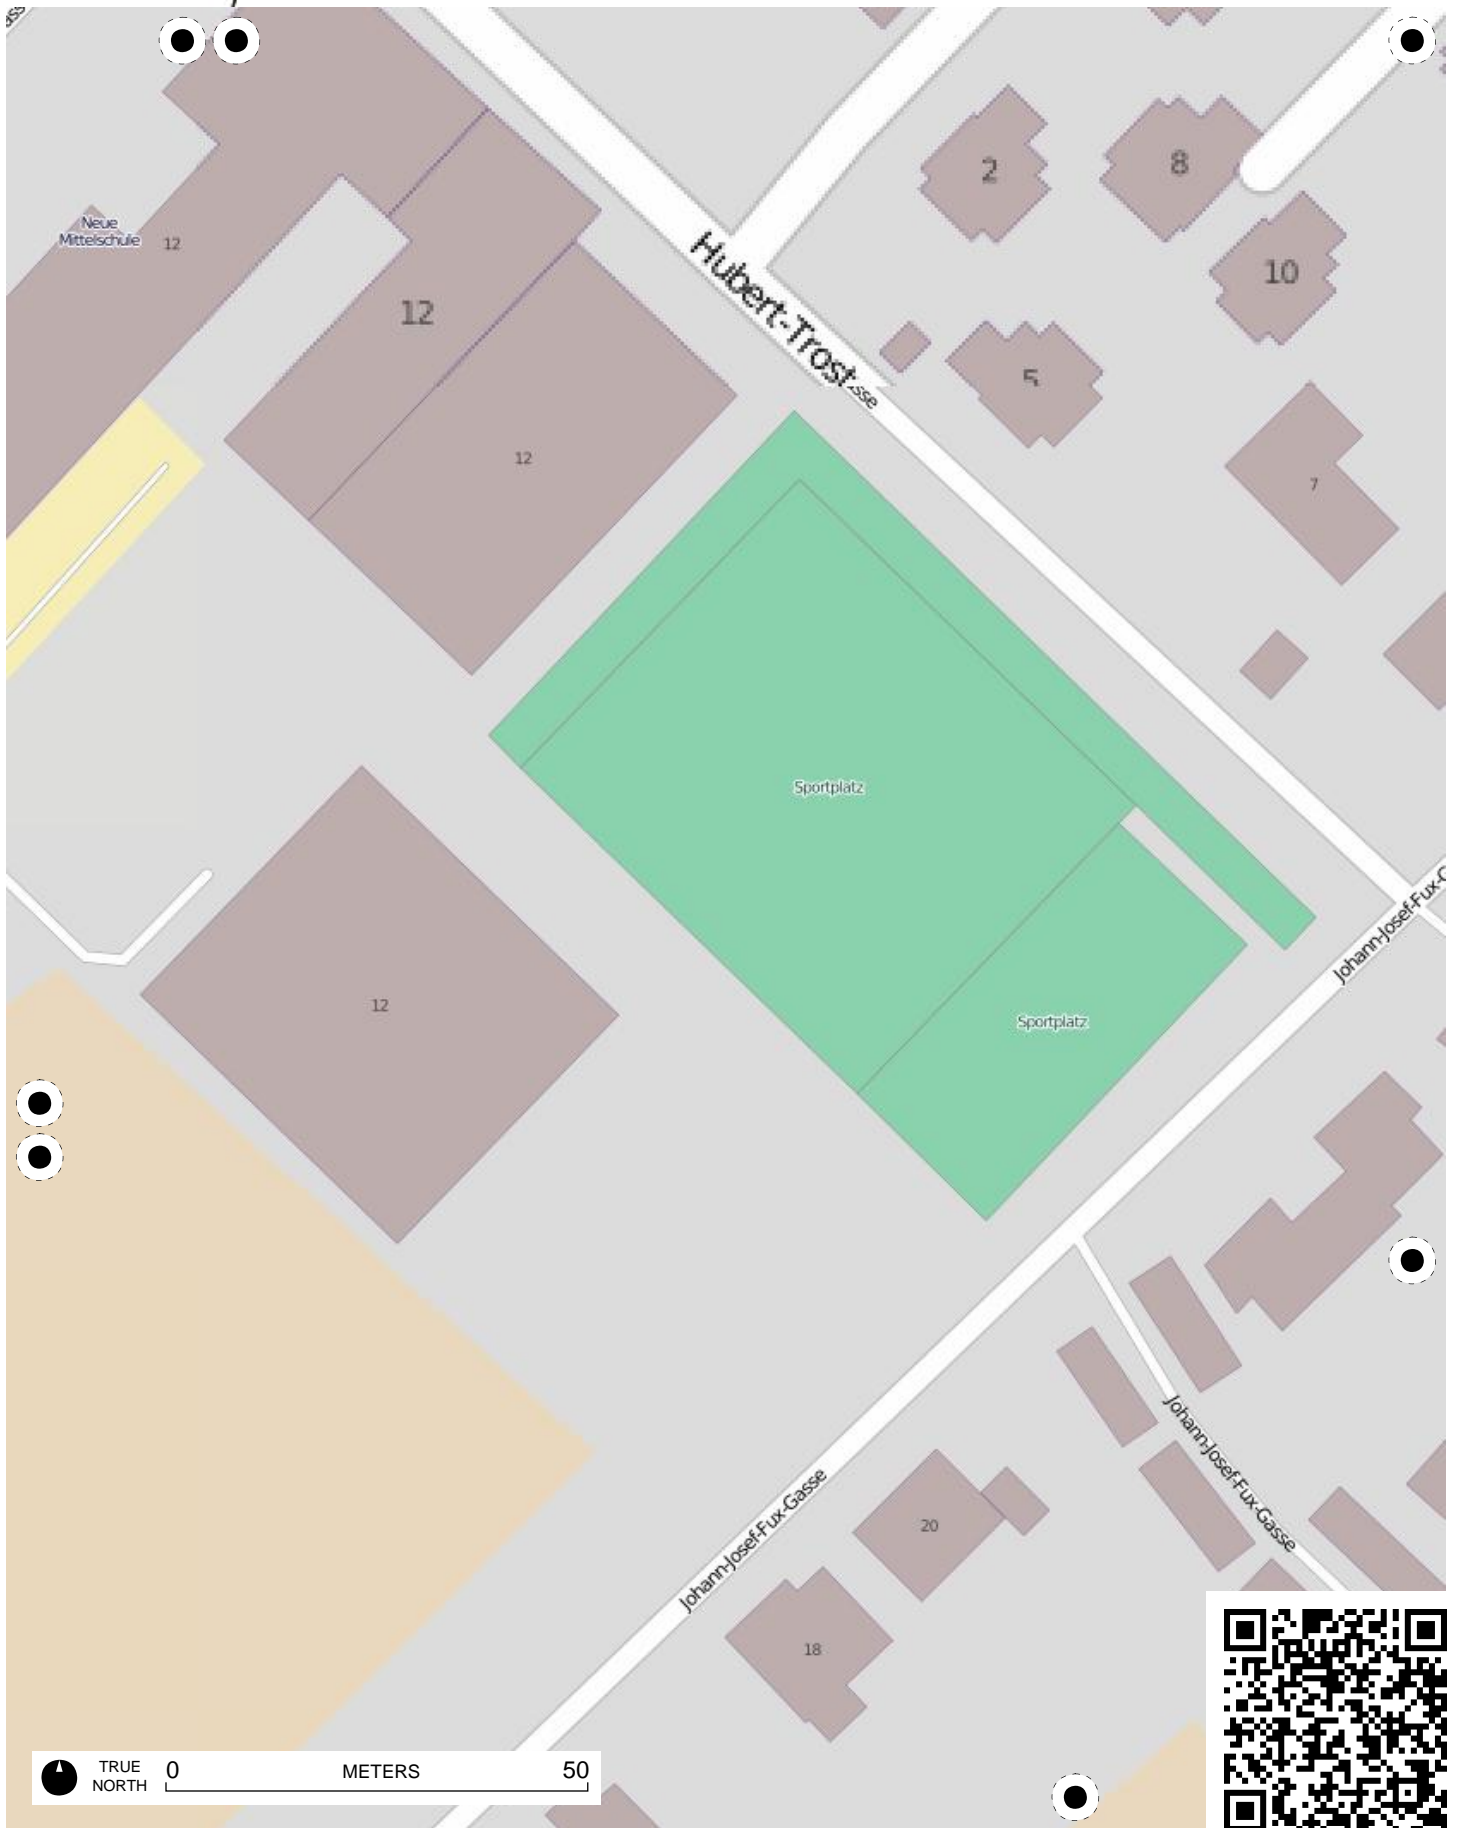 2
8
Neue
Mittelschule
12
10
12
Hubert-Trost
sse
5
12
7
Sportplatz
Johann-Josef-Fux-G
12
Sportplatz
Johann-Josef-Fux-Gasse
Johann-Josef-Fux-Gasse
20
18
TRUE
NORTH
0 METERS 50